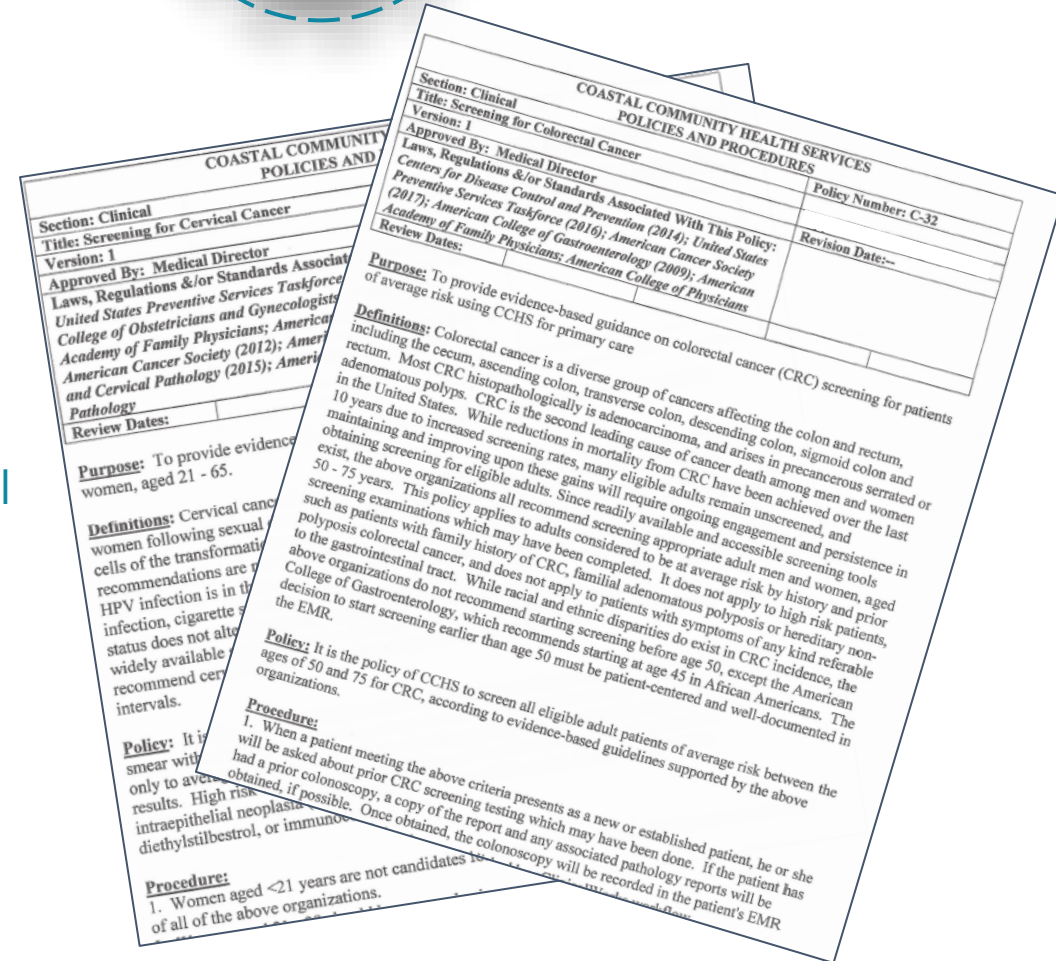 COASTAL COMMUNITY HEALTH SERVICES
POLICIES AND PROCEDURES
Section: Clinical
Title: Screening for Colorectal Cancer
Policy Number: C-32
Version: 1
Approved By: Medical Director
Revision Date:--
Laws, Regulations &/or Standards Associated With This Policy:
Centers for Disease Control and Prevention (2014); United States
Preventive Services Taskforce (2016); American Cancer Society
(2017); American College of Gastroenterology (2009); American
Academy of Family Physicians; American College of Physicians
Review Dates:
Purpose: To provide evidence-based guidance on colorectal cancer (CRC) screening for patients
of average risk using CCHS for primary care
Definitions: Colorectal cancer is a diverse group of cancers affecting the colon and rectum,
including the cecum, ascending colon, transverse colon, descending colon, sigmoid colon and
rectum. Most CRC histopathologically is adenocarcinoma, and arises in precancerous serrated or
adenomatous polyps. CRC is the second leading cause of cancer death among men and women
in the United States. While reductions in mortality from CRC have been achieved over the last
10 years due to increased screening rates, many eligible adults remain unscreened, and
maintaining and improving upon these gains will require ongoing engagement and persistence in
obtaining screening for eligible adults. Since readily available and accessible screening tools
exist, the above organizations all recommend screening appropriate adult men and women, aged
50 - 75 years. This policy applies to adults considered to be at average risk by history and prior
screening examinations which may have been completed. It does not apply to high risk patients,
such as patients with family history of CRC, familial adenomatous polyposis or hereditary non-
polyposis colorectal cancer, and does not apply to patients with symptoms of any kind referable
to the gastrointestinal tract. While racial and ethnic disparities do exist in CRC incidence, the
above organizations do not recommend starting screening before age 50, except the American
College of Gastroenterology, which recommends starting at age 45 in African Americans. The
decision to start screening earlier than age 50 must be patient-centered and well-documented in
the EMR.
Policy: It is the policy of CCHS to screen all eligible adult patients of average risk between the
ages of 50 and 75 for CRC, according to evidence-based guidelines supported by the above
organizations.
Procedure:
1. When a patient meeting the above criteria presents as a new or established patient, he or she
will be asked about prior CRC screening testing which may have been done. If the patient has
had a prior colonoscopy, a copy of the report and any associated pathology reports will be
obtained, if possible. Once obtained, the colonoscopy will be recorded in the patient's EMR
COASTAL COMMUNITY
POLICIES AND
Section: Clinical
Title: Screening for Cervical Cancer
Version: 1
Approved By: Medical Director
Laws, Regulations &/or Standards
United States Preventive Services Taskforce
College of Obstetricians and Gynecologists
Academy of Family Physicians;
American Cancer Society (2012);
and Cervical Pathology (2015);
Pathology
Review Dates:
Purpose: To provide evidence
women, aged 21 - 65.
Definitions: Cervical
women following sexual
cells of the
recommendations are
HPV infection is in
infection, cigarette
status does not
widely available
recommend
intervals.
Policy: It is
smear with
only to
results. High risk
intraepithelial neoplasia
diethylstilbestrol, or
Procedure:
1. Women aged <21 years are not candidates
of all of the above organizations.